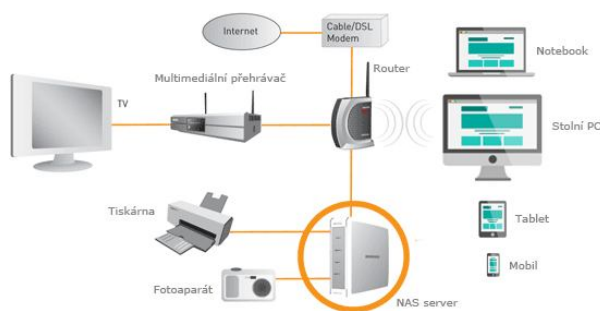 Internet
Cable/DSL
Modem
Router
Notebook
Multimediální přehrávač
TV
Stolní PC
Tiskárna
Tablet
Mobil
Fotoaparát
NAS server